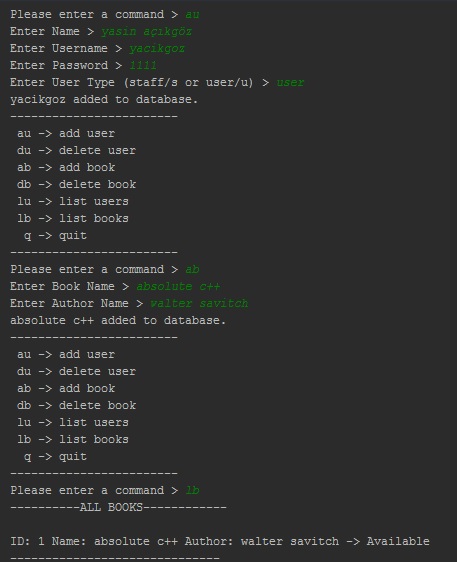 Please enter a command > au
Enter Name > yasin açıkgöz
Enter Username > yacikgoz
Enter Password > 1111
Enter User Type (staff/s or user/u) > user
yacikgoz added to database.
------------------------
 au -> add user
 du -> delete user
 ab -> add book
 db -> delete book
 lu -> list users
 lb -> list books
  q -> quit
------------------------
Please enter a command > ab
Enter Book Name > absolute c++
Enter Author Name > walter savitch
absolute c++ added to database.
------------------------
 au -> add user
 du -> delete user
 ab -> add book
 db -> delete book
 lu -> list users
 lb -> list books
  q -> quit
------------------------
Please enter a command > lb
----------ALL BOOKS------------
ID: 1 Name: absolute c++ Author: walter savitch -> Available
------------------------------